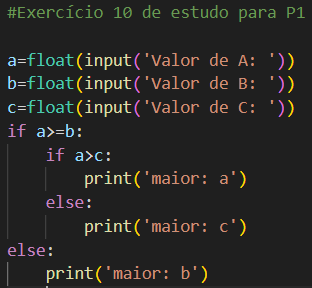 #Exercício 10 de estudo para P1
a=float(input('Valor de A: '))
b=float(input('Valor de B: '))
c=float(input('Valor de C: '))
if a>=b:
    if a>c:
        print('maior: a')
    else:
        print('maior: c')
else:
    print('maior: b')